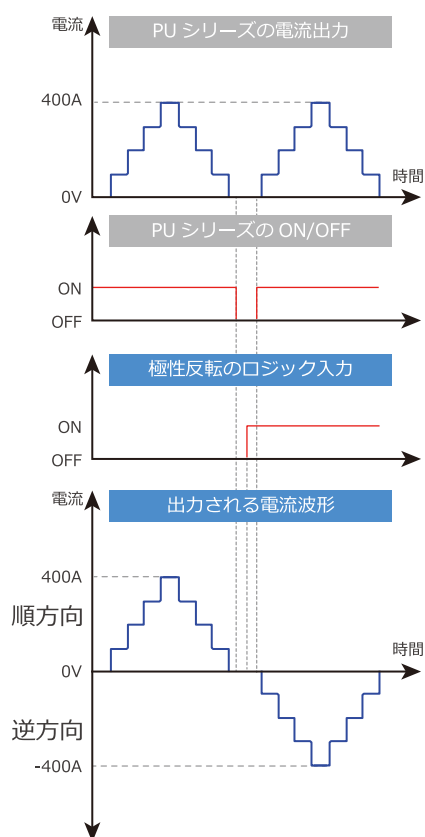 電流
PU シリーズの電流出力
400A
時間
0V
PU シリーズの ON/OFF
ON
OFF
極性反転のロジック入力
ON
OFF
電流
出力される電流波形
400A
順方向
時間
0V
逆方向
-400A